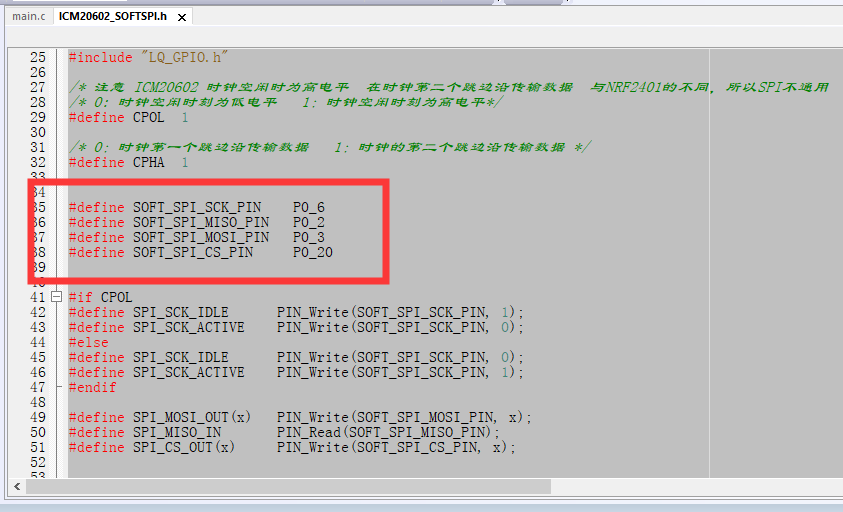 main.c ICM20602_SOFTSPI.h
25 #include "LQ_GPIO.h"
26
27 /* 注意 ICM20602 时钟空闲时为高电平 在时钟第二个跳边沿传输数据 与NRF2401的不同，所以SPI不通用
28 /* 0：时钟空闲时刻为低电平 1：时钟空闲时刻为高电平*/
29 #define CPOL 1
30
31 /* 0：时钟第一个跳边沿传输数据 1：时钟的第二个跳边沿传输数据 */
32 #define CPHA 1
33
34
35 #define SOFT_SPI_SCK_PIN P0_6
36 #define SOFT_SPI_MISO_PIN P0_2
37 #define SOFT_SPI_MOSI_PIN P0_3
38 #define SOFT_SPI_CS_PIN P0_20
39
40
41 #if CPOL
42 #define SPI_SCK_IDLE PIN_Write(SOFT_SPI_SCK_PIN, 1);
43 #define SPI_SCK_ACTIVE PIN_Write(SOFT_SPI_SCK_PIN, 0);
44 #else
45 #define SPI_SCK_IDLE PIN_Write(SOFT_SPI_SCK_PIN, 0);
46 #define SPI_SCK_ACTIVE PIN_Write(SOFT_SPI_SCK_PIN, 1);
47 #endif
48
49 #define SPI_MOSI_OUT(x) PIN_Write(SOFT_SPI_MOSI_PIN, x);
50 #define SPI_MISO_IN PIN_Read(SOFT_SPI_MISO_PIN);
51 #define SPI_CS_OUT(x) PIN_Write(SOFT_SPI_CS_PIN, x);
52
53